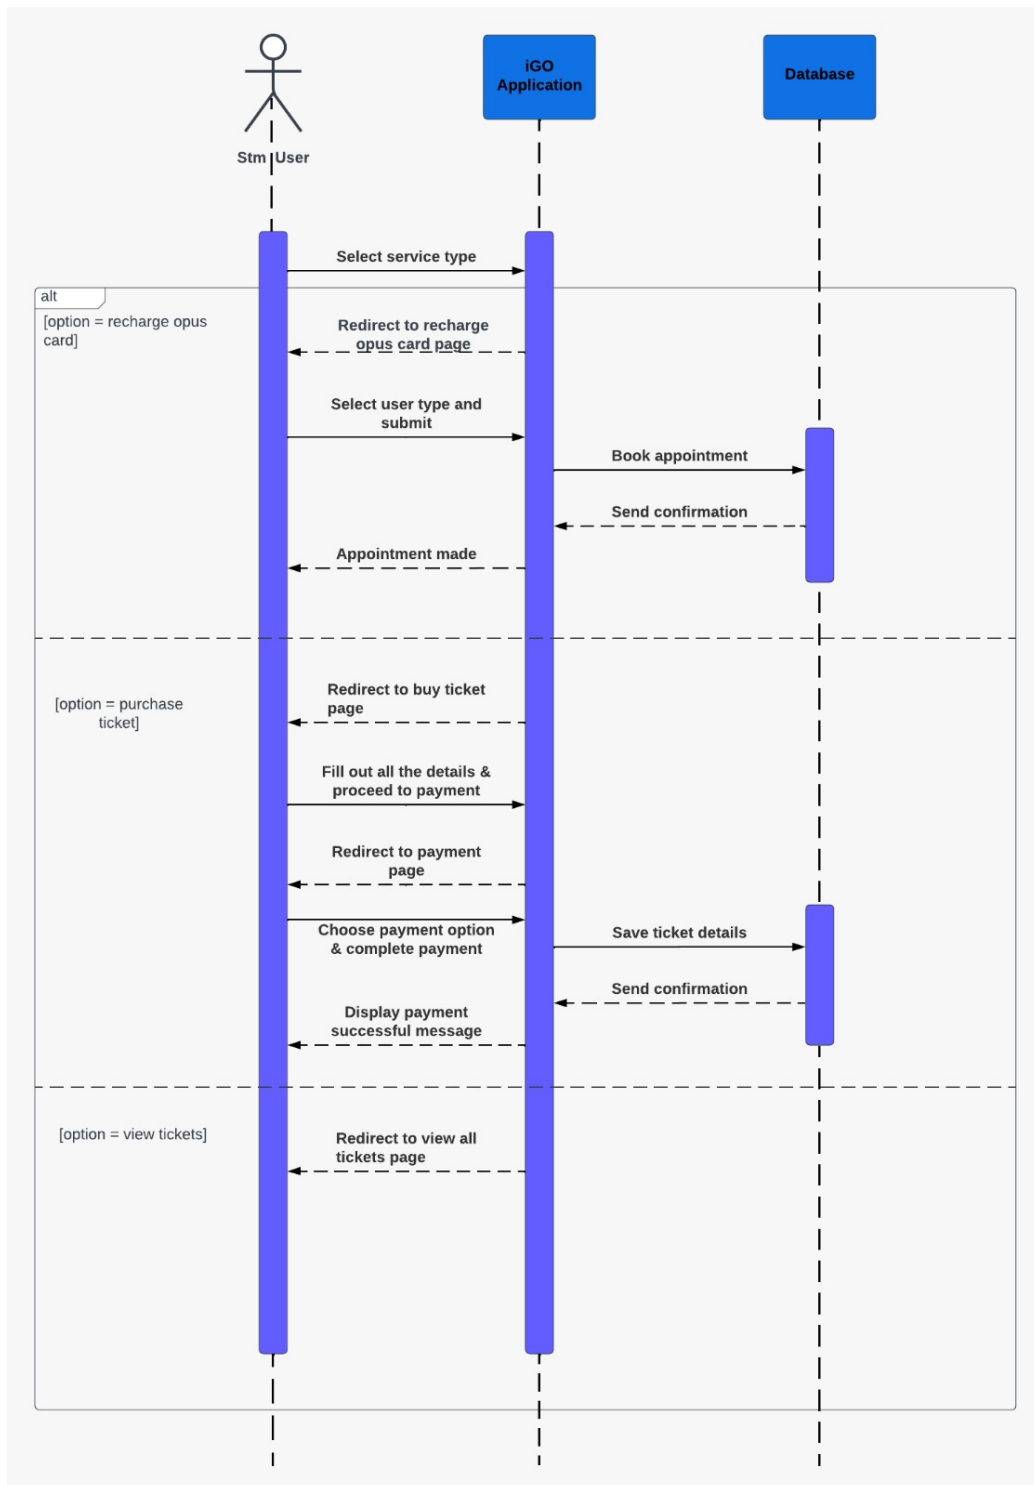 iGO
Application
Database
Stm User
Select service type
alt
[option = recharge opus
card]
Redirect to recharge
opus card page
Select user type and
submit
Book appointment
Send confirmation
Appointment made
[option = purchase
ticket]
Redirect to buy ticket
page
Fill out all the details &
proceed to payment
Redirect to payment
page
Choose payment option
& complete payment
Save ticket details
Send confirmation
Display payment
successful message
[option = view tickets]
Redirect to view all
tickets page